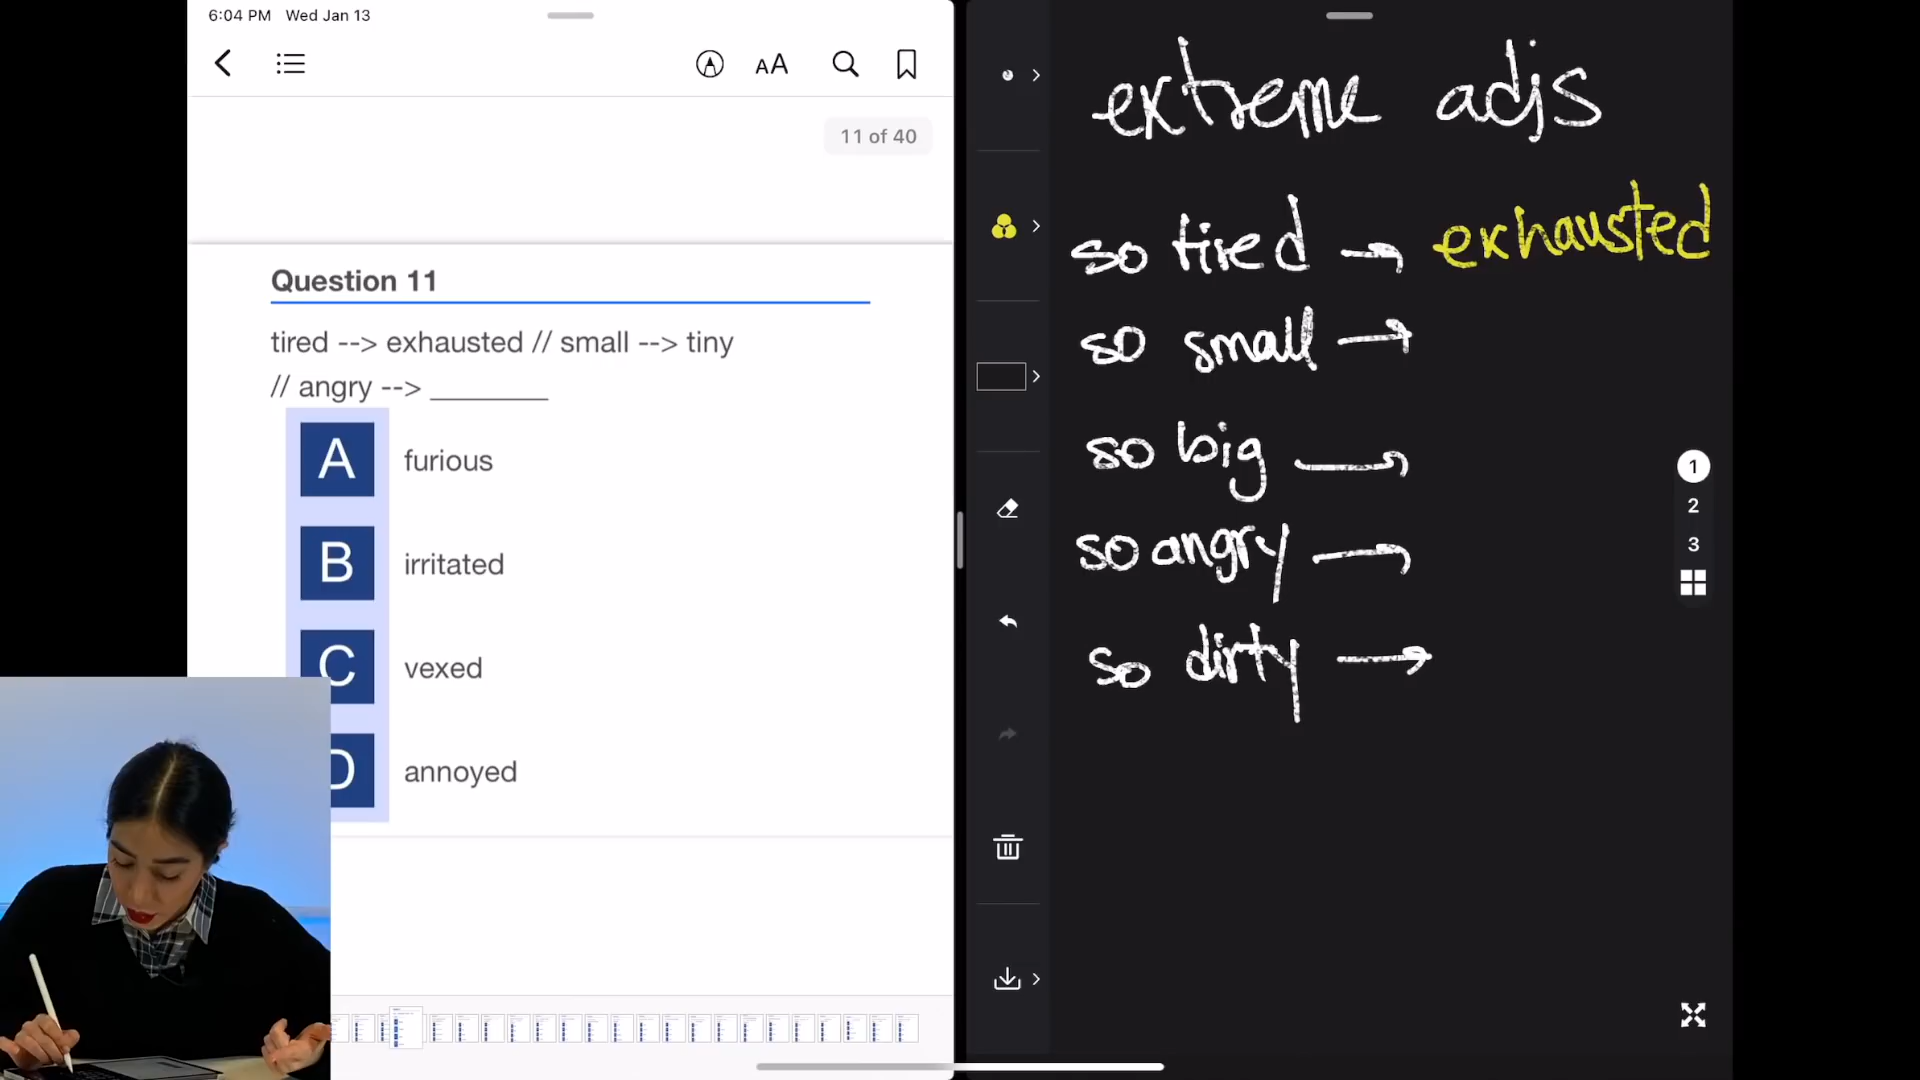 6:04 PM Wed Jan 13
AA
11 of 40
Question 11
tired --> exhausted // small --> tiny
// angry --> ________
A furious
B irritated
C vexed
D annoyed
extreme adjs
so tired → exhausted
so small →
so big →
so angry →
so dirty →
1
2
3